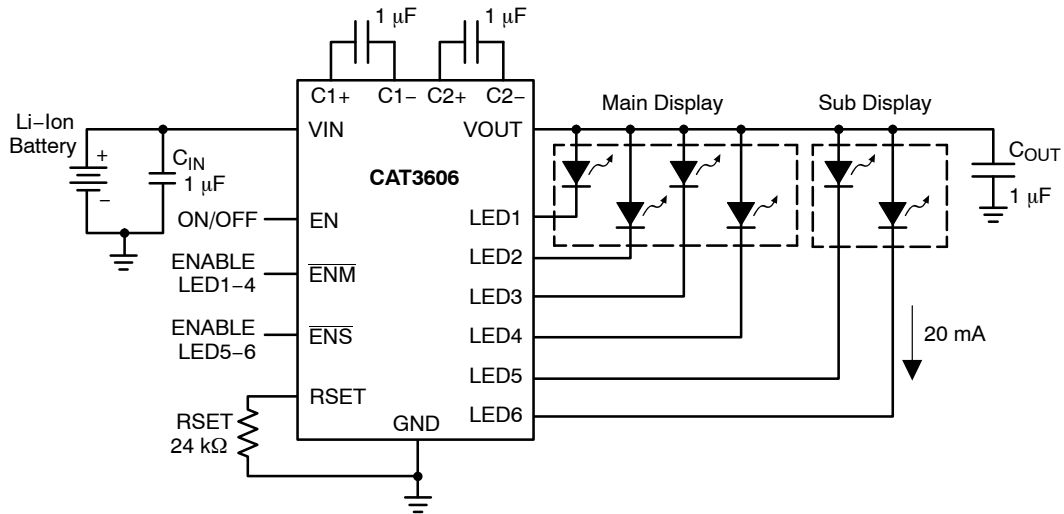 1 μF
1 μF
C1+ C1− C2+ C2−
Main Display
Sub Display
Li−Ion
Battery
+
−
VIN
VOUT
C_IN
1 μF
CAT3606
C_OUT
1 μF
ON/OFF
EN
LED1
ENABLE
LED1−4
ENM
LED2
LED3
ENABLE
LED5−6
ENS
LED4
20 mA
LED5
RSET
LED6
RSET
24 kΩ
GND